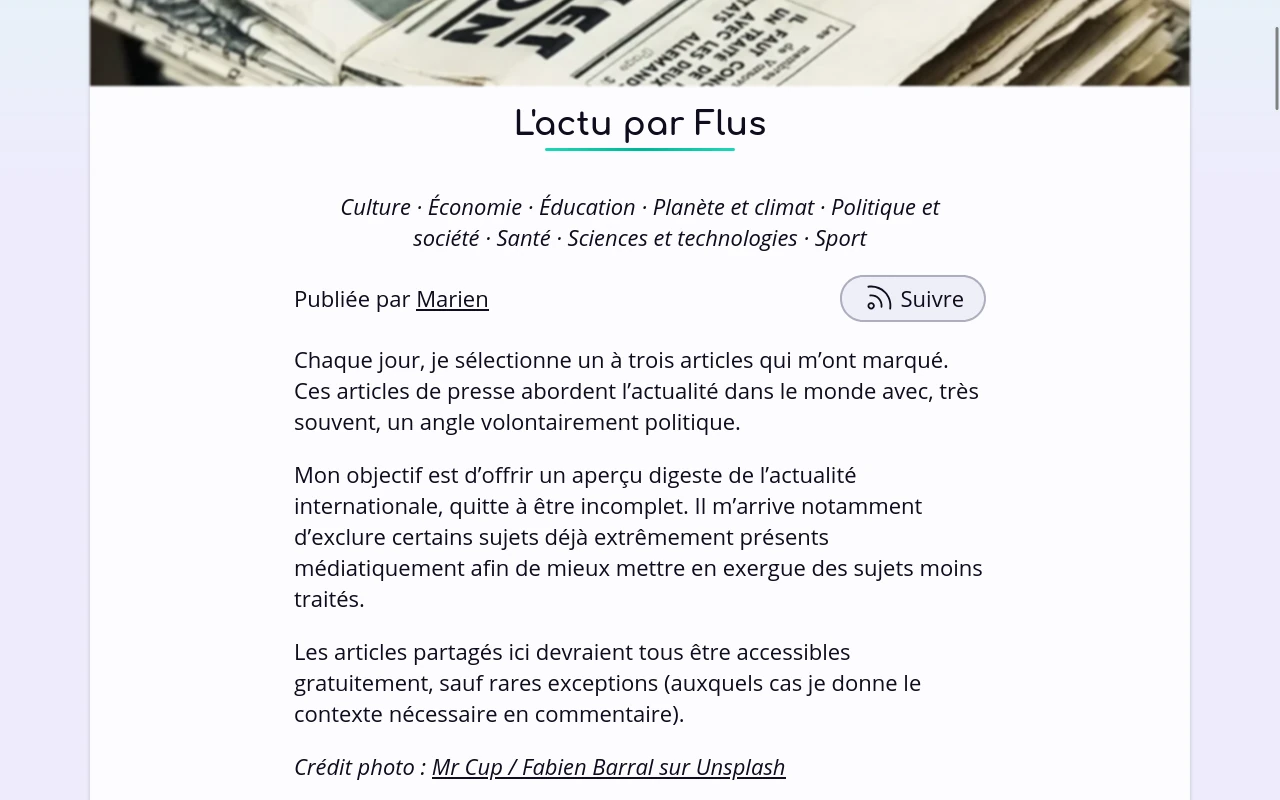 L'actu par Flus
Culture · Économie · Éducation · Planète et climat · Politique et
société · Santé · Sciences et technologies · Sport
Publiée par Marien
Suivre
Chaque jour, je sélectionne un à trois articles qui m’ont marqué.
Ces articles de presse abordent l’actualité dans le monde avec, très
souvent, un angle volontairement politique.
Mon objectif est d’offrir un aperçu digeste de l’actualité
internationale, quitte à être incomplet. Il m’arrive notamment
d’exclure certains sujets déjà extrêmement présents
médiatiquement afin de mieux mettre en exergue des sujets moins
traités.
Les articles partagés ici devraient tous être accessibles
gratuitement, sauf rares exceptions (auxquels cas je donne le
contexte nécessaire en commentaire).
Crédit photo : Mr Cup / Fabien Barral sur Unsplash